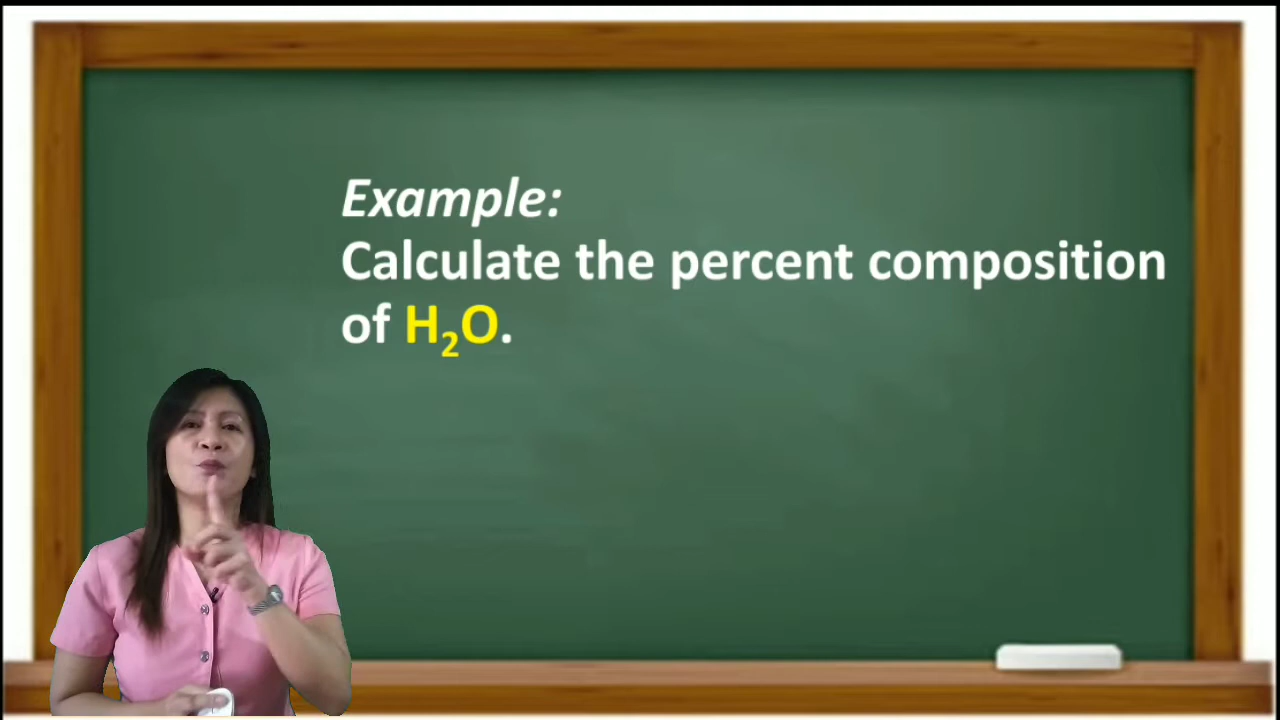 Example:
Calculate the percent composition
of H₂O.